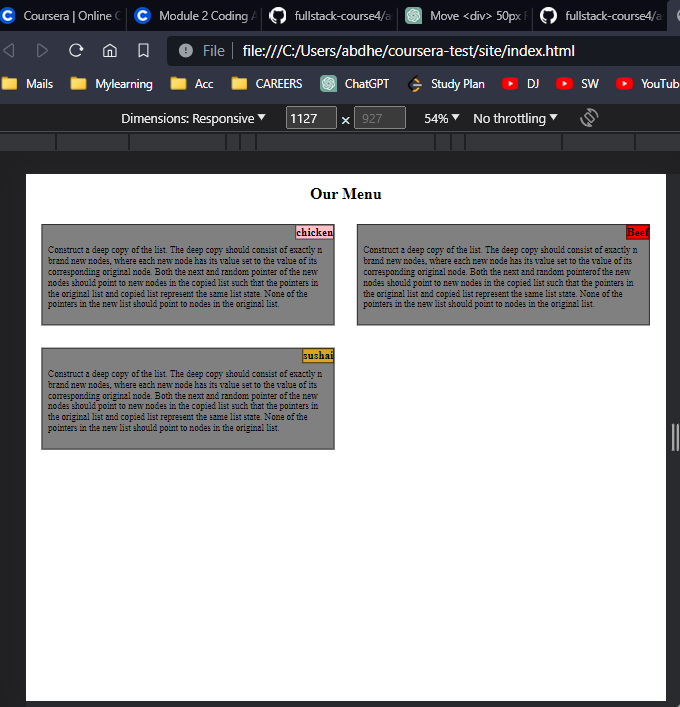 Coursera | Online C
Module 2 Coding A
fullstack-course4/a
Move <div> 50px
fullstack-course4/a
File
file:///C:/Users/abdhe/coursera-test/site/index.html
Mails
Mylearning
Acc
CAREERS
ChatGPT
Study Plan
DJ
SW
YouTub
Dimensions: Responsive
1127
×
927
54%
No throttling
Our Menu
chicken
Construct a deep copy of the list. The deep copy should consist of exactly n
brand new nodes, where each new node has its value set to the value of its
corresponding original node. Both the next and random pointer of the new
nodes should point to new nodes in the copied list such that the pointers in
the original list and copied list represent the same list state. None of the
pointers in the new list should point to nodes in the original list.
Beef
Construct a deep copy of the list. The deep copy should consist of exactly n
brand new nodes, where each new node has its value set to the value of its
corresponding original node. Both the next and random pointerof the new
nodes should point to new nodes in the copied list such that the pointers in
the original list and copied list represent the same list state. None of the
pointers in the new list should point to nodes in the original list.
sushai
Construct a deep copy of the list. The deep copy should consist of exactly n
brand new nodes, where each new node has its value set to the value of its
corresponding original node. Both the next and random pointer of the new
nodes should point to new nodes in the copied list such that the pointers in
the original list and copied list represent the same list state. None of the
pointers in the new list should point to nodes in the original list.